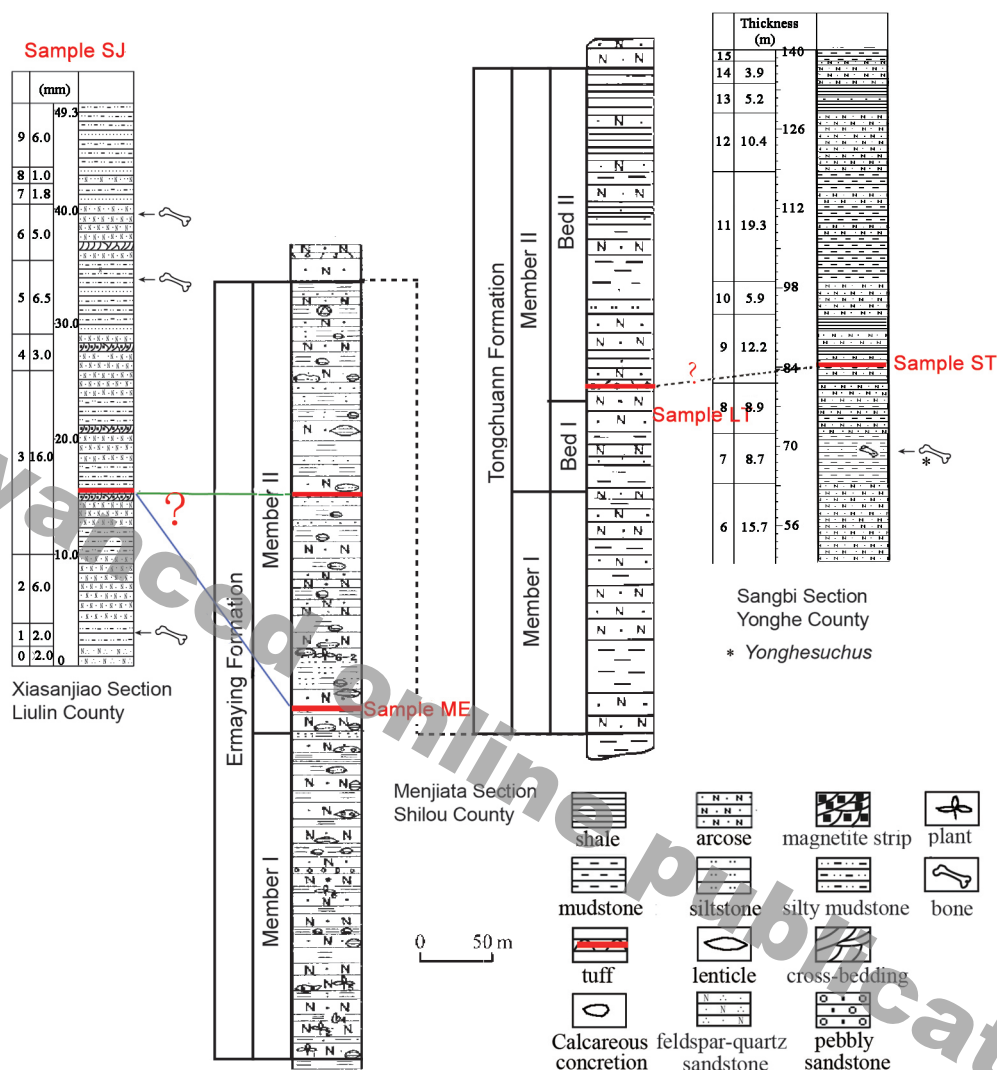 Sample SJ
(mm)
49.3
9 6.0
8 1.0
7 1.8
40.0
6 5.0
5 6.5
30.0
4 3.0
20.0
3 16.0
10.0
2 6.0
1 2.0
0 2.0 0
Xiasanjiao Section
Liulin County
?
Ermaying Formation
Member II
Member I
Sample ME
Menjiata Section
Shilou County
0 50 m
Tongchuann Formation
Member II
Member I
Bed II
Bed I
Sample LT
?
Thickness
(m)
140
15
14 3.9
13 5.2
126
12 10.4
112
11 19.3
98
10 5.9
9 12.2
84
Sample ST
8 8.9
70
7 8.7
*
56
6 15.7
Sangbi Section
Yonghe County
* Yonghesuchus
shale arcose magnetite strip plant
mudstone siltstone silty mudstone bone
tuff lenticle cross-bedding
Calcareous concretion feldspar-quartz sandstone pebbly sandstone
vanced online publicat